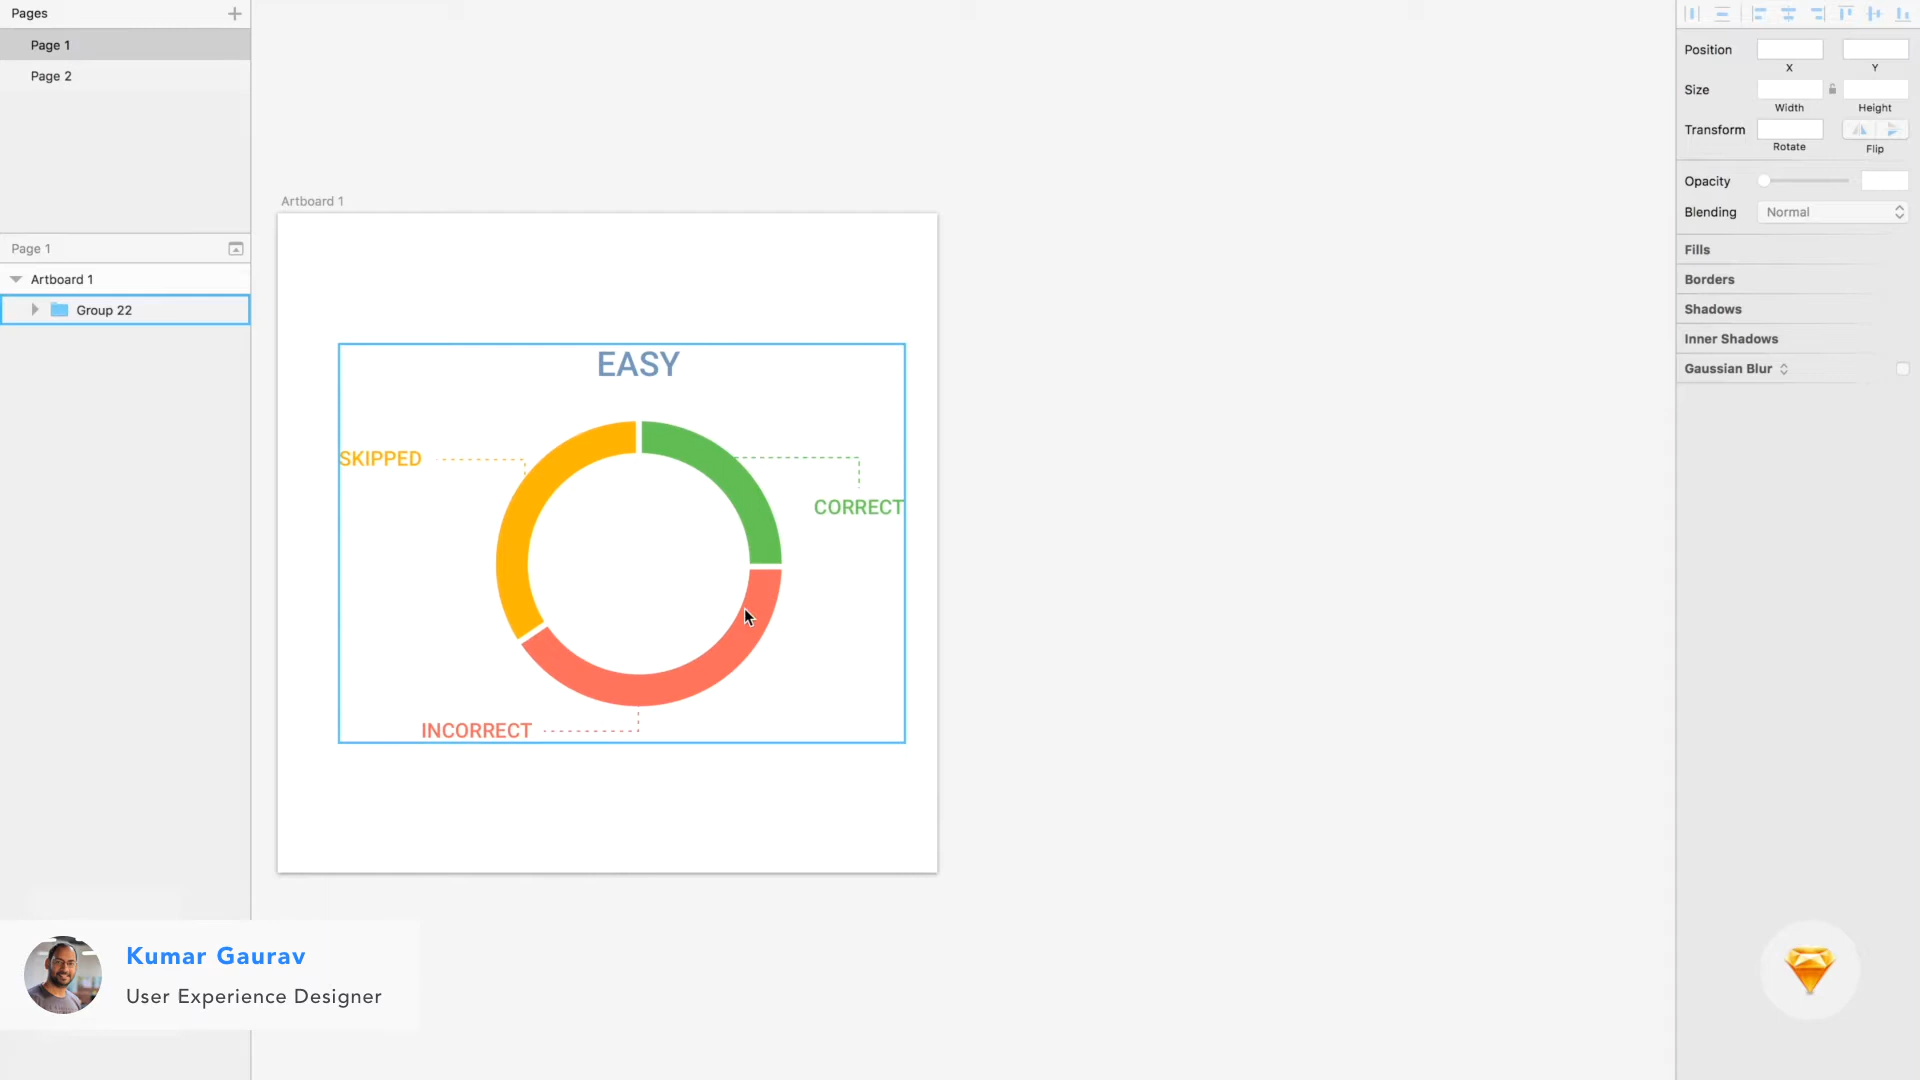 Pages
Page 1
Page 2
Page 1
Artboard 1
Group 22
Artboard 1
EASY
SKIPPED
CORRECT
INCORRECT
Kumar Gaurav
User Experience Designer
Position
X
Y
Size
Width
Height
Transform
Rotate
Flip
Opacity
Blending
Normal
Fills
Borders
Shadows
Inner Shadows
Gaussian Blur